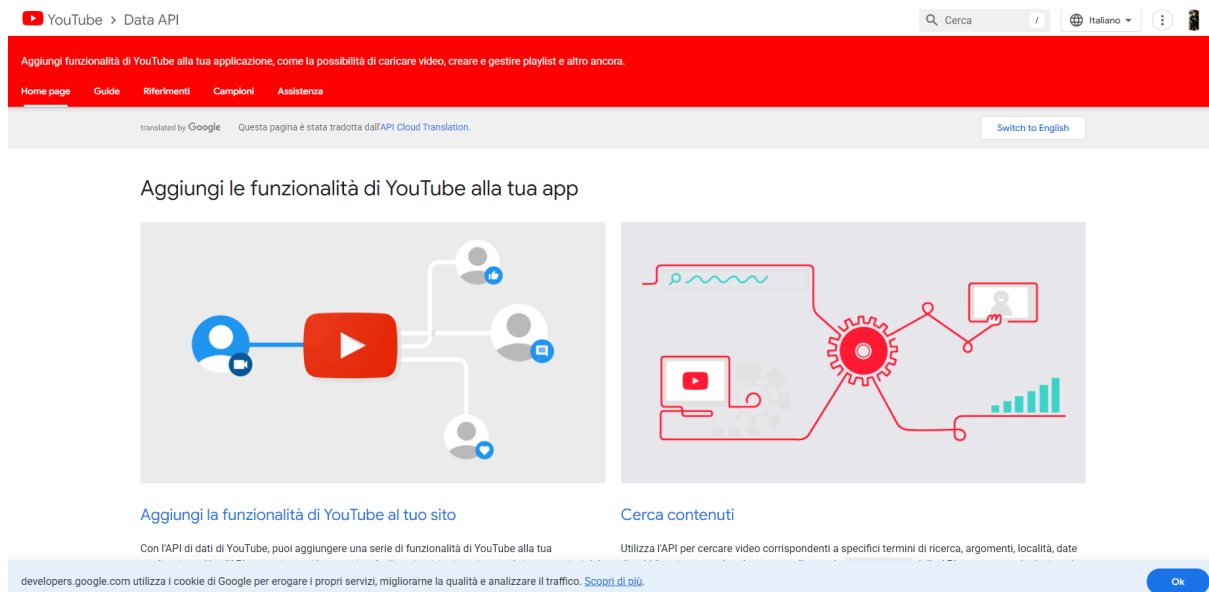 YouTube > Data API
Cerca /
Italiano
Aggiungi funzionalità di YouTube alla tua applicazione, come la possibilità di caricare video, creare e gestire playlist e altro ancora.
Home page Guide Riferimenti Campioni Assistenza
translated by Google Questa pagina è stata tradotta dall'API Cloud Translation.
Switch to English
Aggiungi le funzionalità di YouTube alla tua app
Aggiungi la funzionalità di YouTube al tuo sito
Con l'API di dati di YouTube, puoi aggiungere una serie di funzionalità di YouTube alla tua
Cerca contenuti
Utilizza l'API per cercare video corrispondenti a specifici termini di ricerca, argomenti, località, date
developers.google.com utilizza i cookie di Google per erogare i propri servizi, migliorarne la qualità e analizzare il traffico. Scopri di più.
Ok